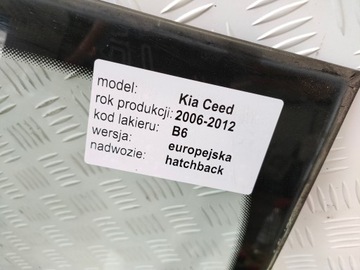 model: Kia Ceed
rok produkcji: 2006-2012
kod lakieru: B6
wersja: europejska
nadwozie: hatchback